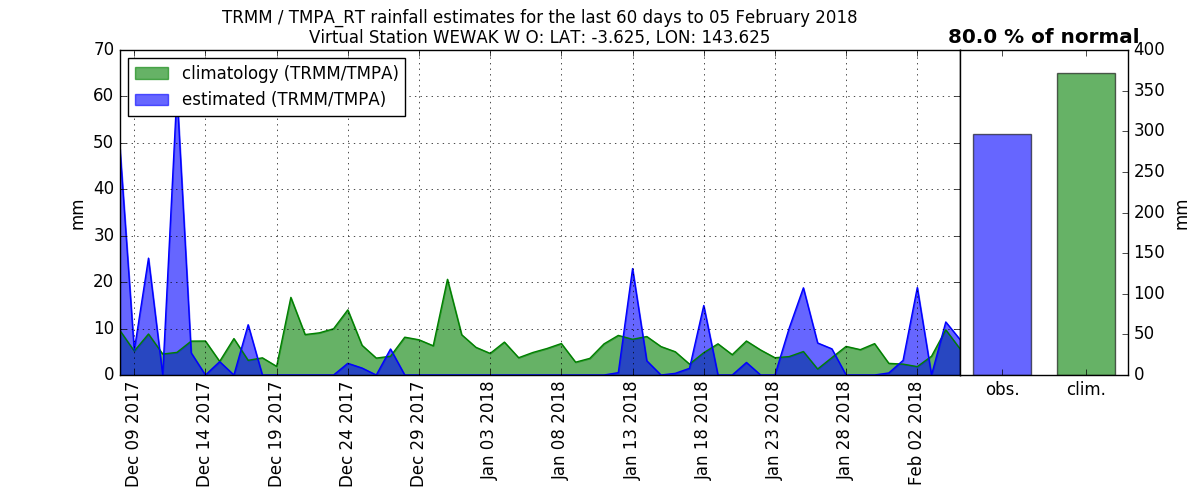 TRMM / TMPA_RT rainfall estimates for the last 60 days to 05 February 2018
Virtual Station WEWAK W O: LAT: -3.625, LON: 143.625
80.0 % of normal
climatology (TRMM/TMPA)
estimated (TRMM/TMPA)
70
60
50
40
30
20
10
0
mm
Dec 09 2017
Dec 14 2017
Dec 19 2017
Dec 24 2017
Dec 29 2017
Jan 03 2018
Jan 08 2018
Jan 13 2018
Jan 18 2018
Jan 23 2018
Jan 28 2018
Feb 02 2018
obs.
clim.
400
350
300
250
200
150
100
50
0
mm